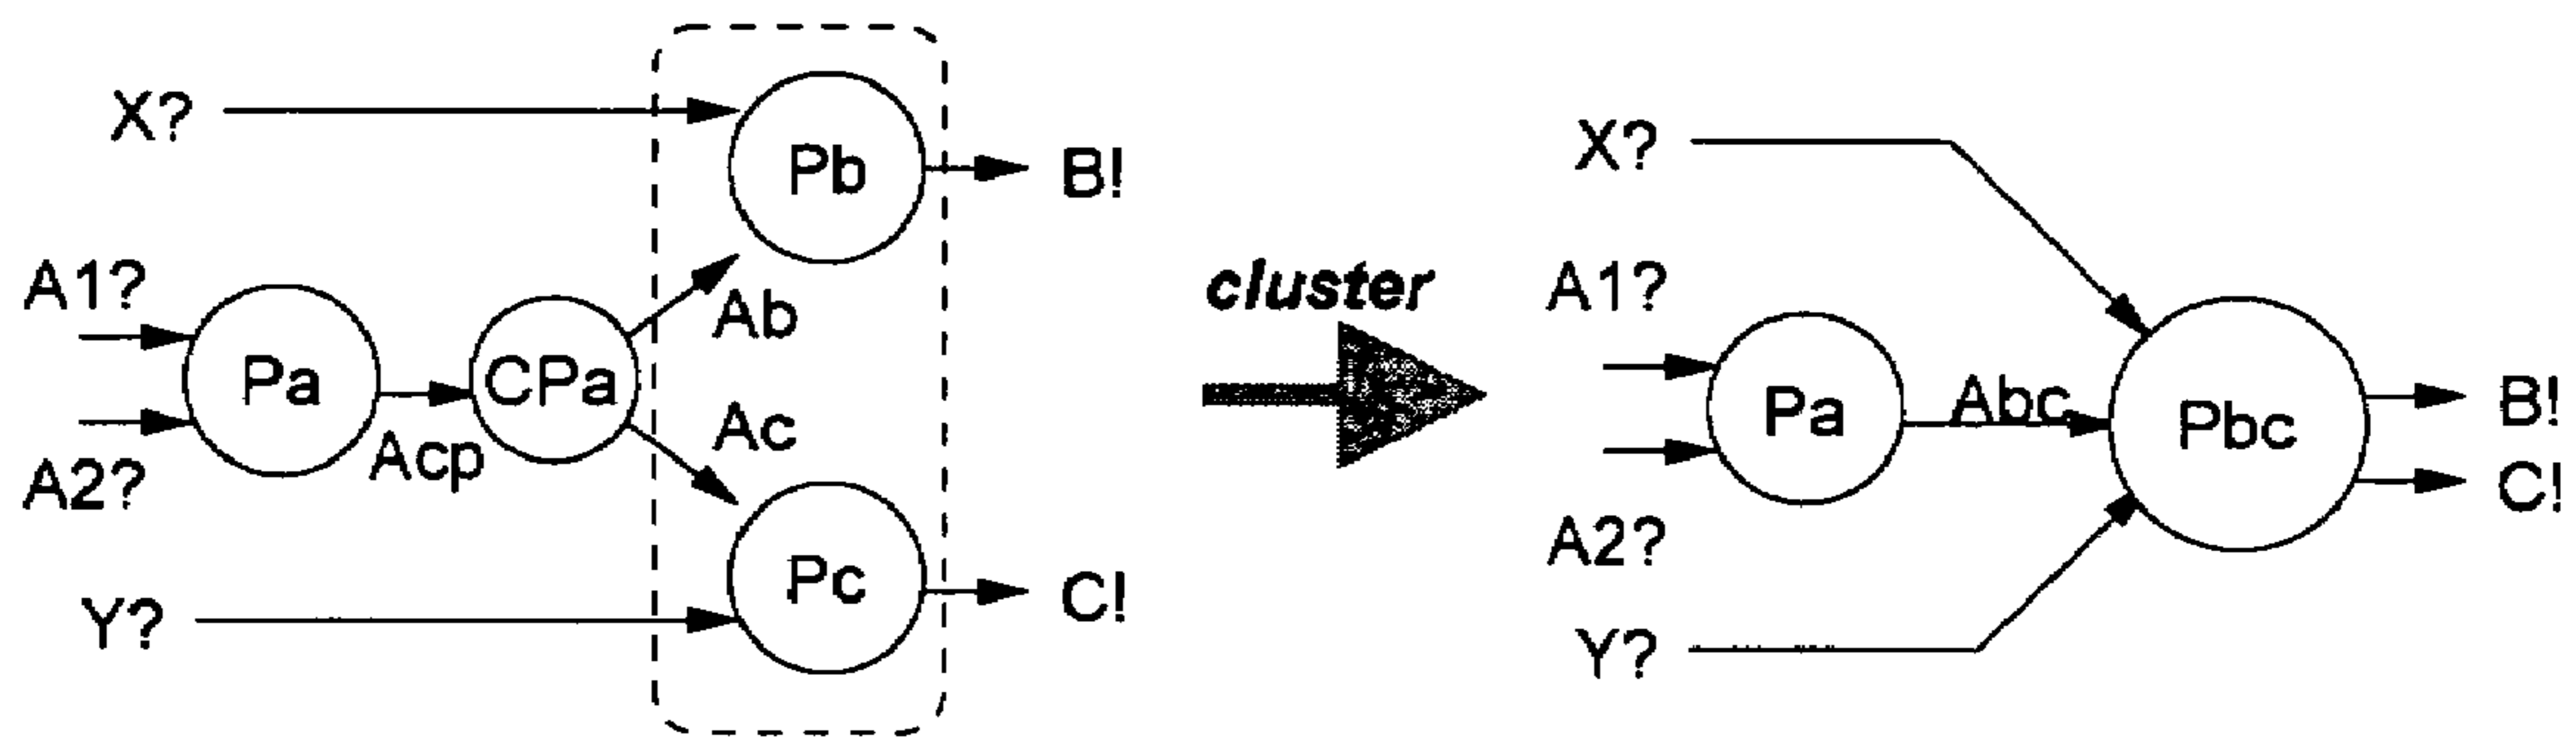 X?
Pb
B!
A1?
Ab
Pa
CPa
A2?
Acp
Ac
Pc
Y?
C!
cluster
X?
A1?
Pa
Abc
Pbc
B!
C!
A2?
Y?